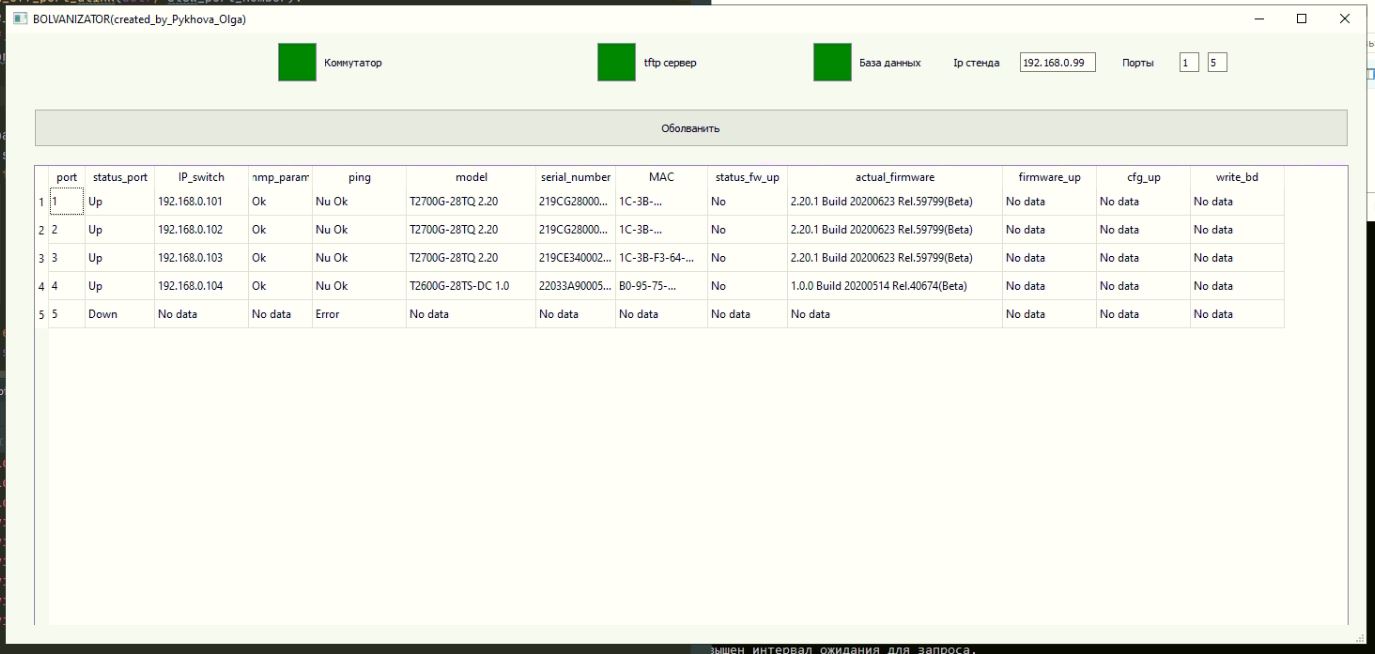 BOLVANIZATOR(created_by_Pykhova_Olga)
Коммутатор tftp сервер База данных Ip стенда 192.168.0.99 Порты 1 5
Оболванить
port status_port IP_switch nmp_param ping model serial_number MAC status_fw_up actual_firmware firmware_up cfg_up write_bd
1 1 Up 192.168.0.101 Ok Nu Ok T2700G-28TQ 2.20 219CG28000... 1C-3B-... No 2.20.1 Build 20200623 Rel.59799(Beta) No data No data No data
2 2 Up 192.168.0.102 Ok Nu Ok T2700G-28TQ 2.20 219CG28000... 1C-3B-... No 2.20.1 Build 20200623 Rel.59799(Beta) No data No data No data
3 3 Up 192.168.0.103 Ok Nu Ok T2700G-28TQ 2.20 219CE340002... 1C-3B-F3-64-... No 2.20.1 Build 20200623 Rel.59799(Beta) No data No data No data
4 4 Up 192.168.0.104 Ok Nu Ok T2600G-28TS-DC 1.0 22033A90005... B0-95-75-... No 1.0.0 Build 20200514 Rel.40674(Beta) No data No data No data
5 5 Down No data No data Error No data No data No data No data No data No data No data No data
интервал ожидания для запроса.